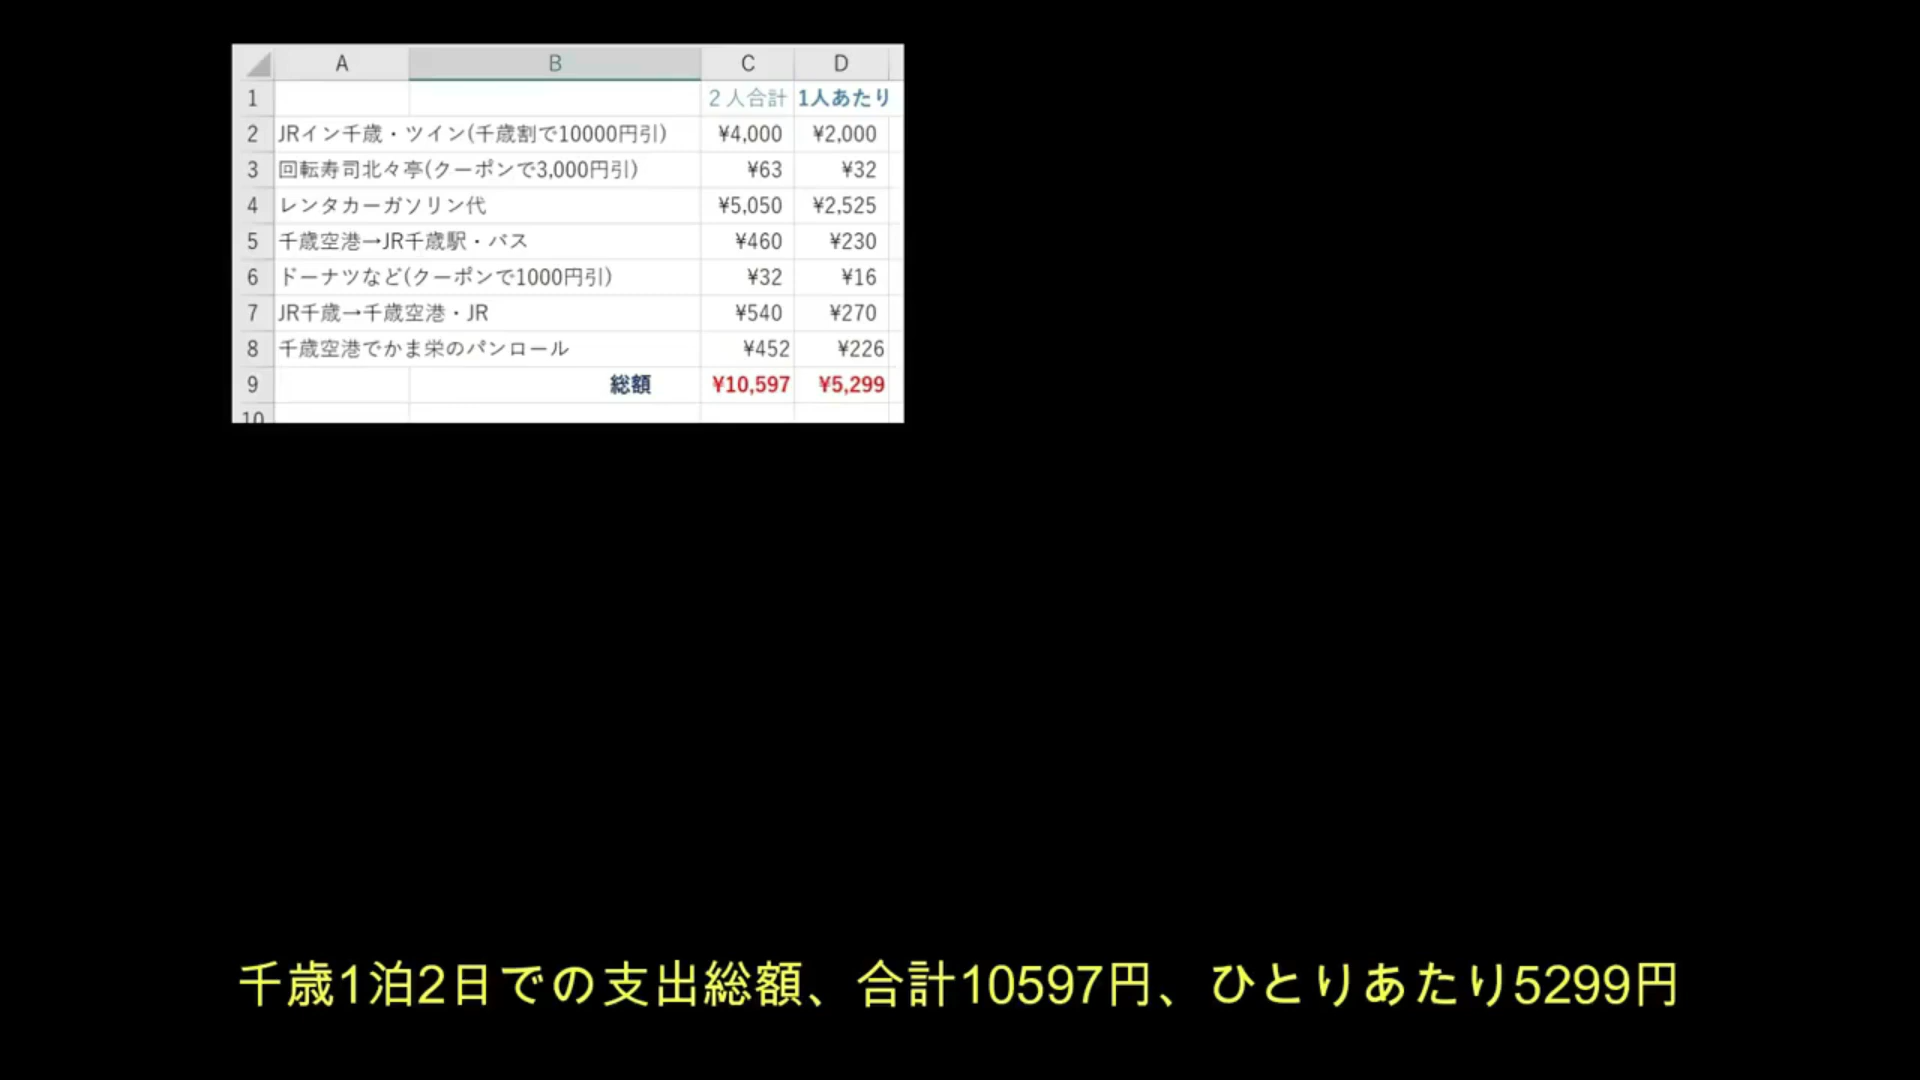 A B C D
1 2人合計 1人あたり
2 JRイン千歳・ツイン(千歳割で10000円引) ¥4,000 ¥2,000
3 回転寿司北々亭(クーポンで3,000円引) ¥63 ¥32
4 レンタカーガソリン代 ¥5,050 ¥2,525
5 千歳空港→JR千歳駅・バス ¥460 ¥230
6 ドーナツなど(クーポンで1000円引) ¥32 ¥16
7 JR千歳→千歳空港・JR ¥540 ¥270
8 千歳空港でかま栄のパンロール ¥452 ¥226
9 総額 ¥10,597 ¥5,299
10
千歳1泊2日での支出総額、合計10597円、ひとりあたり5299円